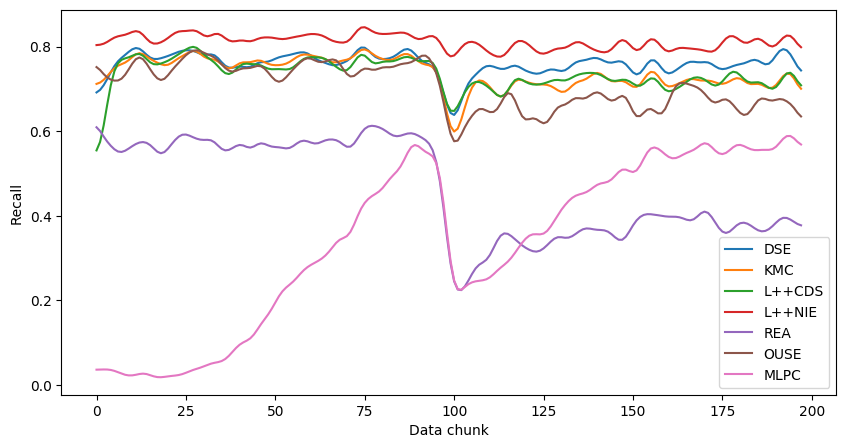 0.8
0.6
0.4
0.2
0.0
Recall
0
25
50
75
100
125
150
175
200
Data chunk
DSE
KMC
L++CDS
L++NIE
REA
OUSE
MLPC